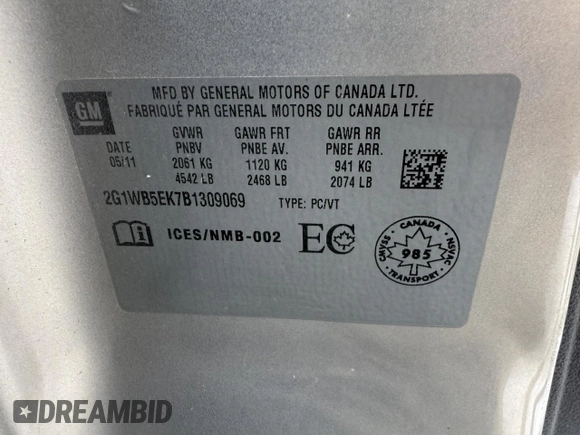 GM
MFD BY GENERAL MOTORS OF CANADA LTD.
FABRIQUÉ PAR GENERAL MOTORS DU CANADA LTÉE
GVWR GAWR FRT GAWR RR
DATE PNBV PNBE AV. PNBE ARR.
05/11 2061 KG 1120 KG 941 KG
4542 LB 2468 LB 2074 LB
2G1WB5EK7B1309069 TYPE: PC/VT
ICES/NMB-002 EC
CANADA
CMVSS 985 NSVAC
TRANSPORT
DREAMBID